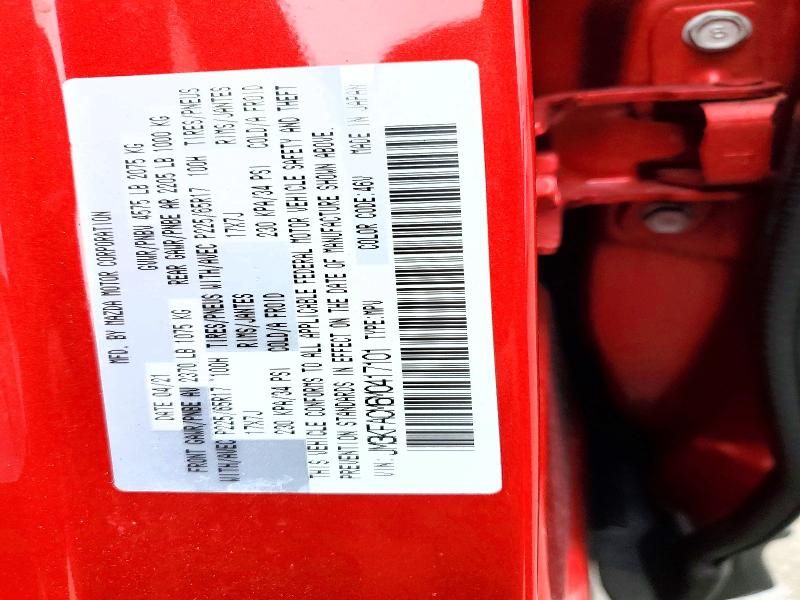 MFD. BY MAZDA MOTOR CORPORATION
DATE 04/21 GVWR/PNBV 4575 LB 2075 KG
FRONT GAWR/PNBE AV 2370 LB 1075 KG REAR GAWR/PNBE AR 2205 LB 1000 KG
WITH/AVEC P225/65R17 100H TIRES/PNEUS WITH/AVEC P225/65R17 100H TIRES/PNEUS
17X7J RIMS/JANTES 17X7J RIMS/JANTES
230 KPA/34 PSI COLD/A FROID 230 KPA/34 PSI COLD/A FROID
THIS VEHICLE CONFORMS TO ALL APPLICABLE FEDERAL MOTOR VEHICLE SAFETY AND THEFT
PREVENTION STANDARDS IN EFFECT ON THE DATE OF MANUFACTURE SHOWN ABOVE.
VIN: TYPE:MPV COLOR CODE:46V MADE IN JAPAN